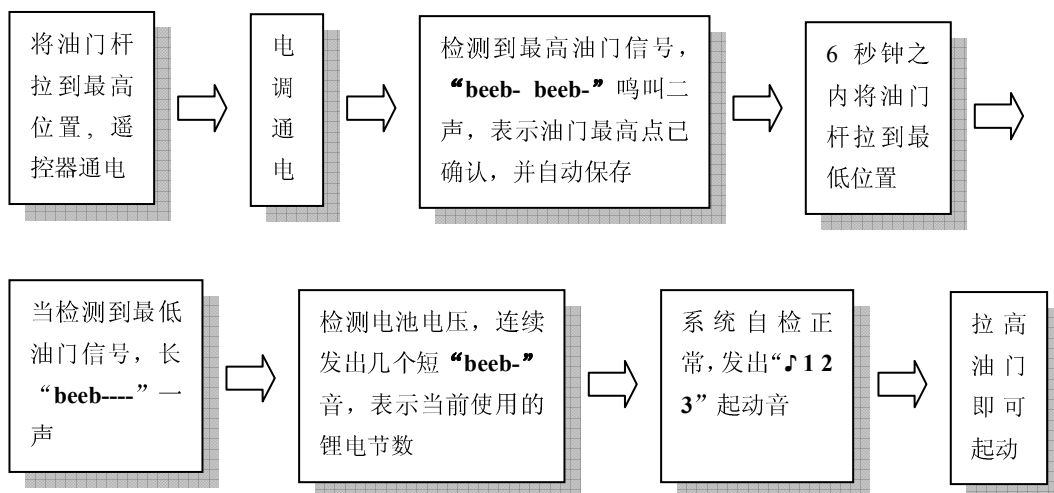 将油门杆
拉到最高
位置，遥
控器通电
电
调
通
电
检测到最高油门信号，
“beeb- beeb-”鸣叫二
声，表示油门最高点已
确认，并自动保存
6 秒钟之
内将油门
杆拉到最
低位置
当检测到最低
油门信号，长
“beeb----”一
声
检测电池电压，连续
发出几个短“beeb-”
音，表示当前使用的
锂电节数
系统自检正
常，发出“♪1 2
3”起动音
拉高
油门
即可
起动